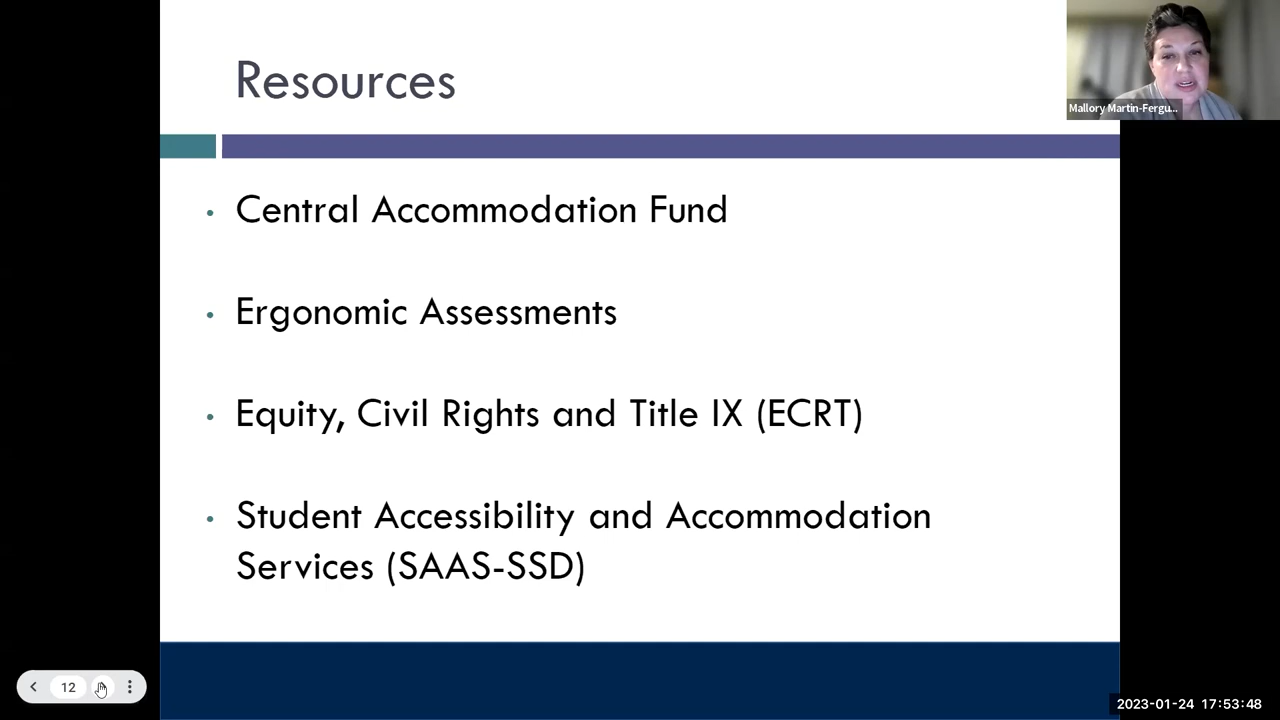 Resources
Mallory Martin-Fergu...
• Central Accommodation Fund
• Ergonomic Assessments
• Equity, Civil Rights and Title IX (ECRT)
• Student Accessibility and Accommodation
Services (SAAS-SSD)
12
2023-01-24 17:53:48